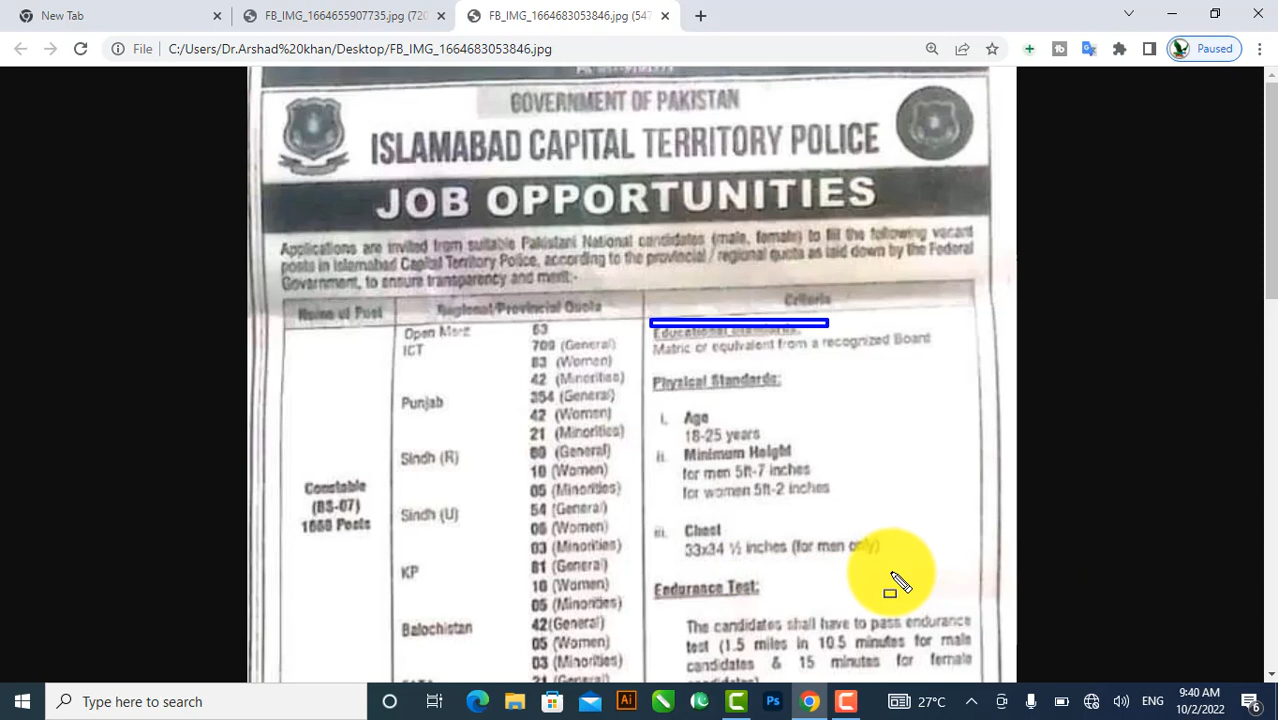 New Tab
FB_IMG_1664655907735.jpg (720
FB_IMG_1664683053846.jpg (547
File C:/Users/Dr.Arshad%20khan/Desktop/FB_IMG_1664683053846.jpg
Paused
GOVERNMENT OF PAKISTAN
ISLAMABAD CAPITAL TERRITORY POLICE
JOB OPPORTUNITIES
Applications are invited from suitable Pakistani National candidates (male, female) to fill the following vacant
posts in Islamabad Capital Territory Police, according to the provincial / regional quota as laid down by the Federal
Government, to ensure transparency and merit:-
Name of Post Regional/Provincial Quota Criteria
Constable
(BS-07)
1668 Posts
Open Merit 63
ICT 709 (General)
83 (Women)
42 (Minorities)
Punjab 354 (General)
42 (Women)
21 (Minorities)
Sindh (R) 80 (General)
10 (Women)
05 (Minorities)
Sindh (U) 54 (General)
06 (Women)
03 (Minorities)
KP 81 (General)
10 (Women)
05 (Minorities)
Balochistan 42(General)
05 (Women)
03 (Minorities)
21 (General)
Educational Standards:
Matric or equivalent from a recognized Board
Physical Standards:
i. Age
18-25 years
ii. Minimum Height
for men 5ft-7 inches
for women 5ft-2 inches
iii. Chest
33x34 ½ inches (for men only)
Endurance Test:
The candidates shall have to pass endurance
test (1.5 miles in 10.5 minutes for male
candidates & 15 minutes for female
candidates)
Type here to search
Ai
Ps
27°C
ENG
9:40 AM
10/2/2022
6